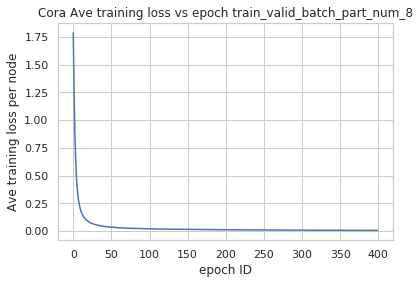 Cora Ave training loss vs epoch train_valid_batch_part_num_8
Ave training loss per node
1.75
1.50
1.25
1.00
0.75
0.50
0.25
0.00
0 50 100 150 200 250 300 350 400
epoch ID